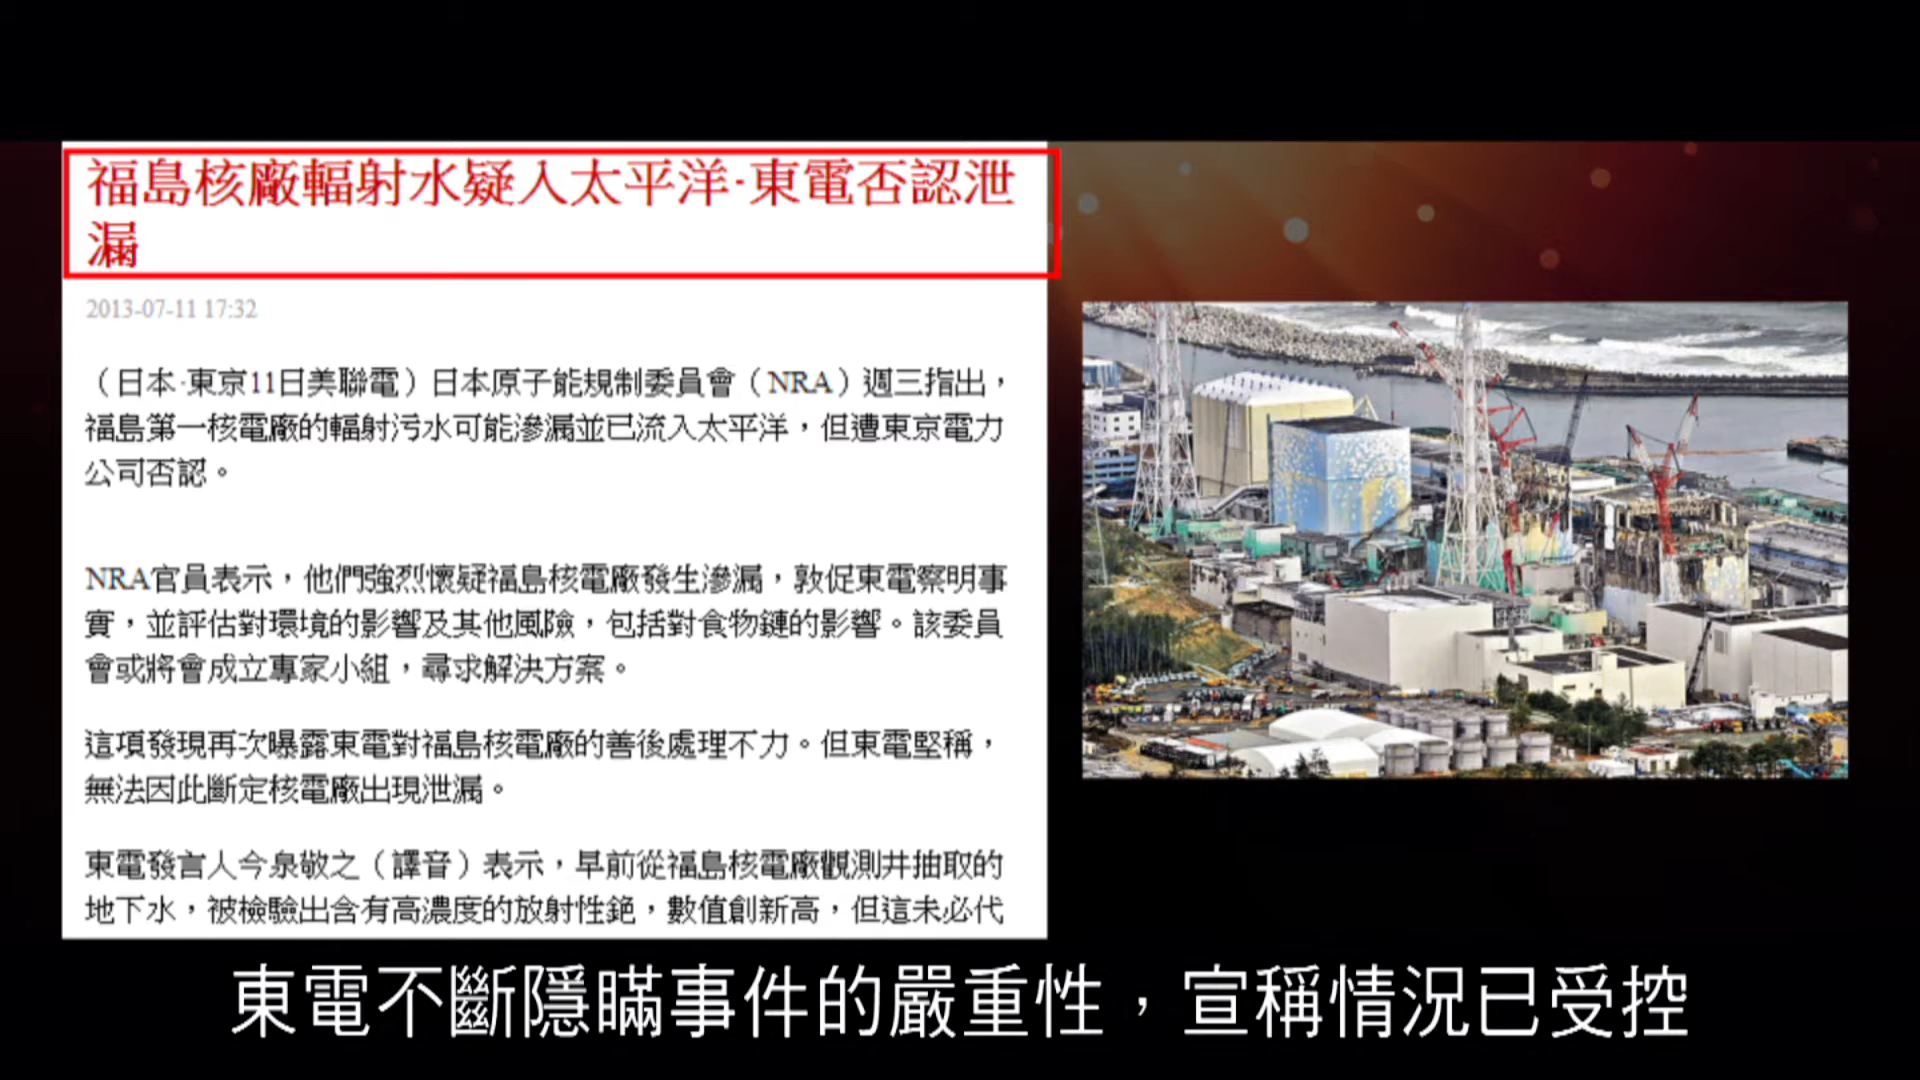 福島核廠輻射水疑入太平洋-東電否認泄
漏
2013-07-11 17:32
（日本‧東京11日美聯電）日本原子能規制委員會（NRA）週三指出，
福島第一核電廠的輻射污水可能滲漏並已流入太平洋，但遭東京電力
公司否認。
NRA官員表示，他們強烈懷疑福島核電廠發生滲漏，敦促東電察明事
實，並評估對環境的影響及其他風險，包括對食物鏈的影響。該委員
會或將會成立專家小組，尋求解決方案。
這項發現再次曝露東電對福島核電廠的善後處理不力。但東電堅稱，
無法因此斷定核電廠出現泄漏。
東電發言人今泉敬之（譯音）表示，早前從福島核電廠觀測井抽取的
地下水，被檢驗出含有高濃度的放射性銫，數值創新高，但這未必代
東電不斷隱瞞事件的嚴重性，宣稱情況已受控